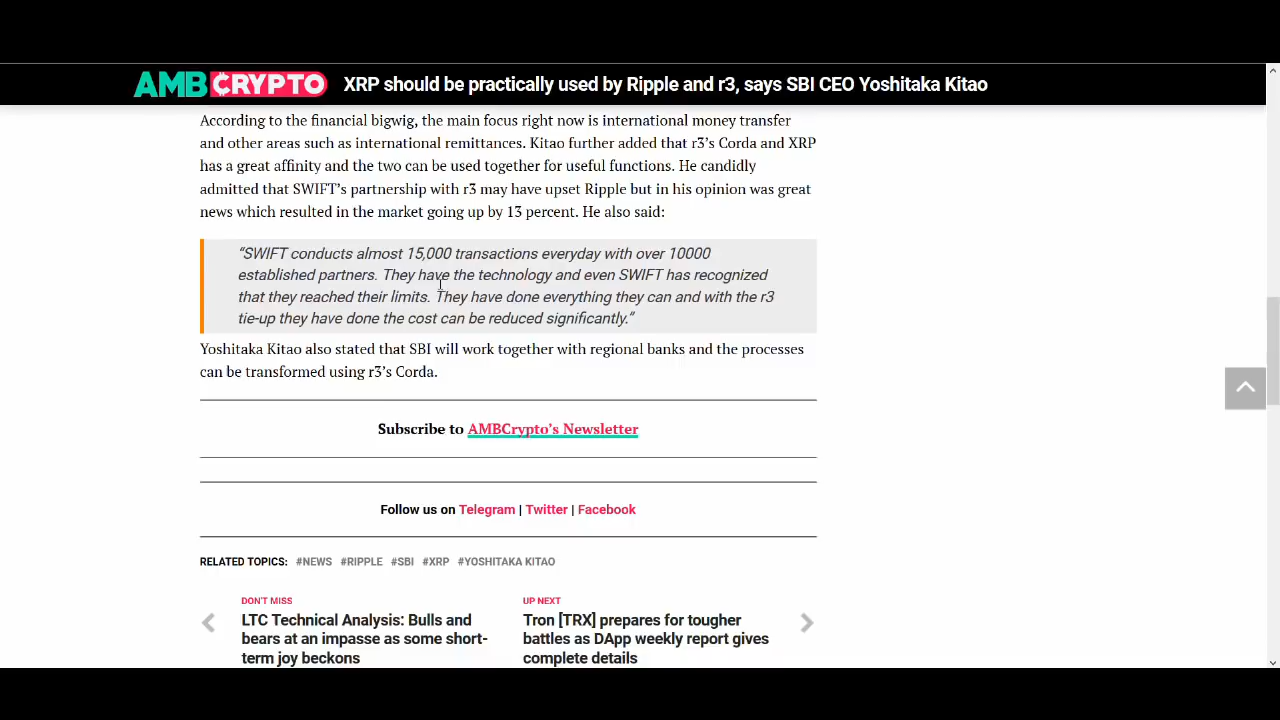 AMBCRYPTO XRP should be practically used by Ripple and r3, says SBI CEO Yoshitaka Kitao
According to the financial bigwig, the main focus right now is international money transfer
and other areas such as international remittances. Kitao further added that r3’s Corda and XRP
has a great affinity and the two can be used together for useful functions. He candidly
admitted that SWIFT’s partnership with r3 may have upset Ripple but in his opinion was great
news which resulted in the market going up by 13 percent. He also said:
“SWIFT conducts almost 15,000 transactions everyday with over 10000
established partners. They have the technology and even SWIFT has recognized
that they reached their limits. They have done everything they can and with the r3
tie-up they have done the cost can be reduced significantly.”
Yoshitaka Kitao also stated that SBI will work together with regional banks and the processes
can be transformed using r3’s Corda.
Subscribe to AMBCrypto’s Newsletter
Follow us on Telegram | Twitter | Facebook
RELATED TOPICS: #NEWS #RIPPLE #SBI #XRP #YOSHITAKA KITAO
DON'T MISS
LTC Technical Analysis: Bulls and
bears at an impasse as some short-
term joy beckons
UP NEXT
Tron [TRX] prepares for tougher
battles as DApp weekly report gives
complete details